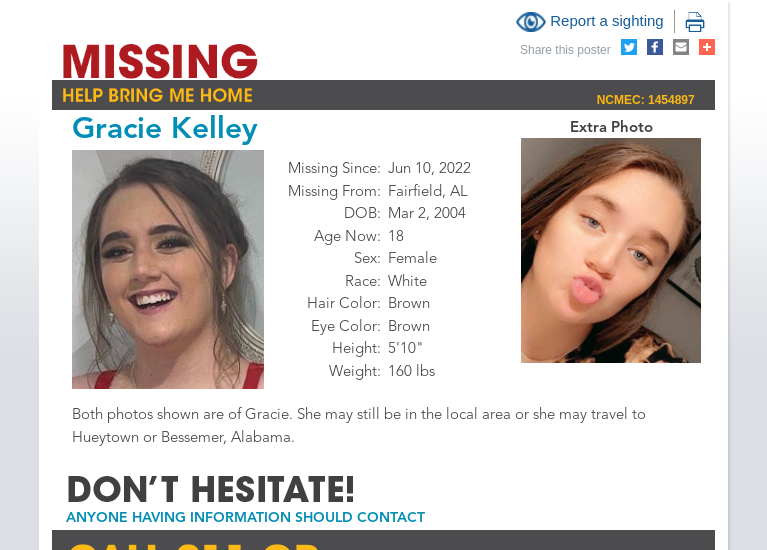 Report a sighting
Share this poster
MISSING
HELP BRING ME HOME
NCMEC: 1454897
Gracie Kelley
Extra Photo
Missing Since: Jun 10, 2022
Missing From: Fairfield, AL
DOB: Mar 2, 2004
Age Now: 18
Sex: Female
Race: White
Hair Color: Brown
Eye Color: Brown
Height: 5'10"
Weight: 160 lbs
Both photos shown are of Gracie. She may still be in the local area or she may travel to
Hueytown or Bessemer, Alabama.
DON'T HESITATE!
ANYONE HAVING INFORMATION SHOULD CONTACT
CALL 911 OR